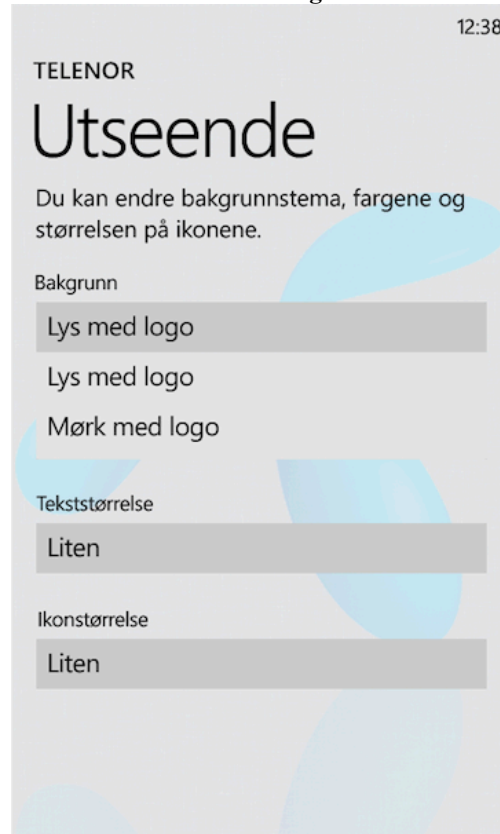 12:38
TELENOR
Utseende
Du kan endre bakgrunnstema, fargene og
størrelsen på ikonene.
Bakgrunn
Lys med logo
Lys med logo
Mørk med logo
Tekststørrelse
Liten
Ikonstørrelse
Liten